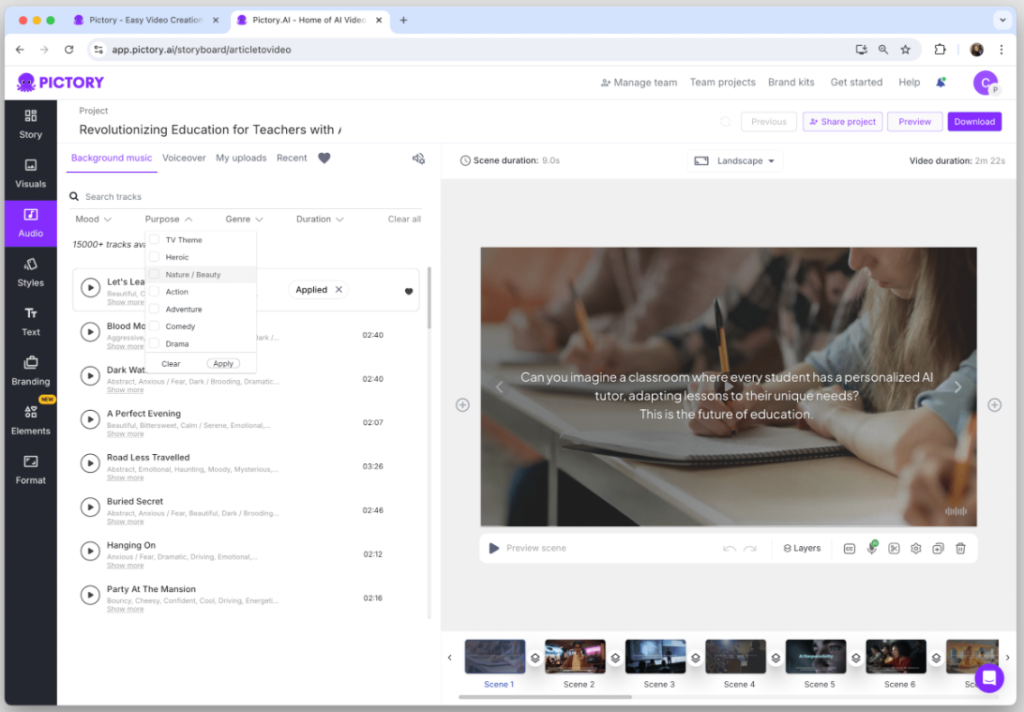 Pictory - Easy Video Creation
Pictory.AI - Home of AI Video
app.pictory.ai/storyboard/articletovideo
PICTORY
Manage team
Team projects
Brand kits
Get started
Help
C
P
Story
Visuals
Audio
Styles
Text
Branding
NEW
Elements
Format
Project
Revolutionizing Education for Teachers with
Previous
Share project
Preview
Download
Background music
Voiceover
My uploads
Recent
Search tracks
Mood
Purpose
Genre
Duration
Clear all
15000+ tracks
TV Theme
Heroic
Nature / Beauty
Action
Adventure
Comedy
Drama
Clear
Apply
Let's
Beautiful,
Show more
Applied
Blood
Aggressive,
Dark /...
Show more
02:40
Dark
Abstract, Anxious / Fear, Dark / Brooding, Dramatic...
Show more
02:40
A Perfect Evening
Beautiful, Bittersweet, Calm / Serene, Emotional,...
Show more
02:07
Road Less Travelled
Abstract, Emotional, Haunting, Moody, Mysterious,...
Show more
03:26
Buried Secret
Abstract, Anxious / Fear, Beautiful, Dark / Brooding...
Show more
02:46
Hanging On
Anxious / Fear, Dramatic, Driving, Emotional,...
Show more
02:12
Party At The Mansion
Bouncy, Cheesy, Confident, Cool, Driving, Energeti...
Show more
02:16
Scene duration: 9.0s
Landscape
Video duration: 2m 22s
Can you imagine a classroom where every student has a personalized AI
tutor, adapting lessons to their unique needs?
This is the future of education.
Preview scene
Layers
Scene 1
Scene 2
Scene 3
Scene 4
Scene 5
Scene 6